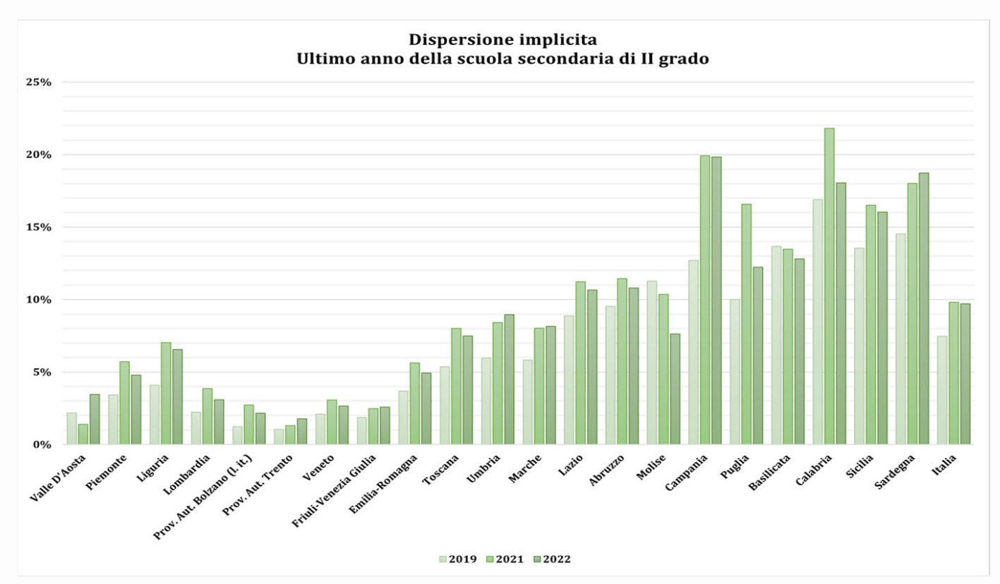 Dispersione implicita
Ultimo anno della scuola secondaria di II grado
25%
20%
15%
10%
5%
0%
Valle D'Aosta
Piemonte
Liguria
Lombardia
Prov. Aut. Bolzano (l. it.)
Prov. Aut. Trento
Veneto
Friuli-Venezia Giulia
Emilia-Romagna
Toscana
Umbria
Marche
Lazio
Abruzzo
Molise
Campania
Puglia
Basilicata
Calabria
Sicilia
Sardegna
Italia
2019 2021 2022